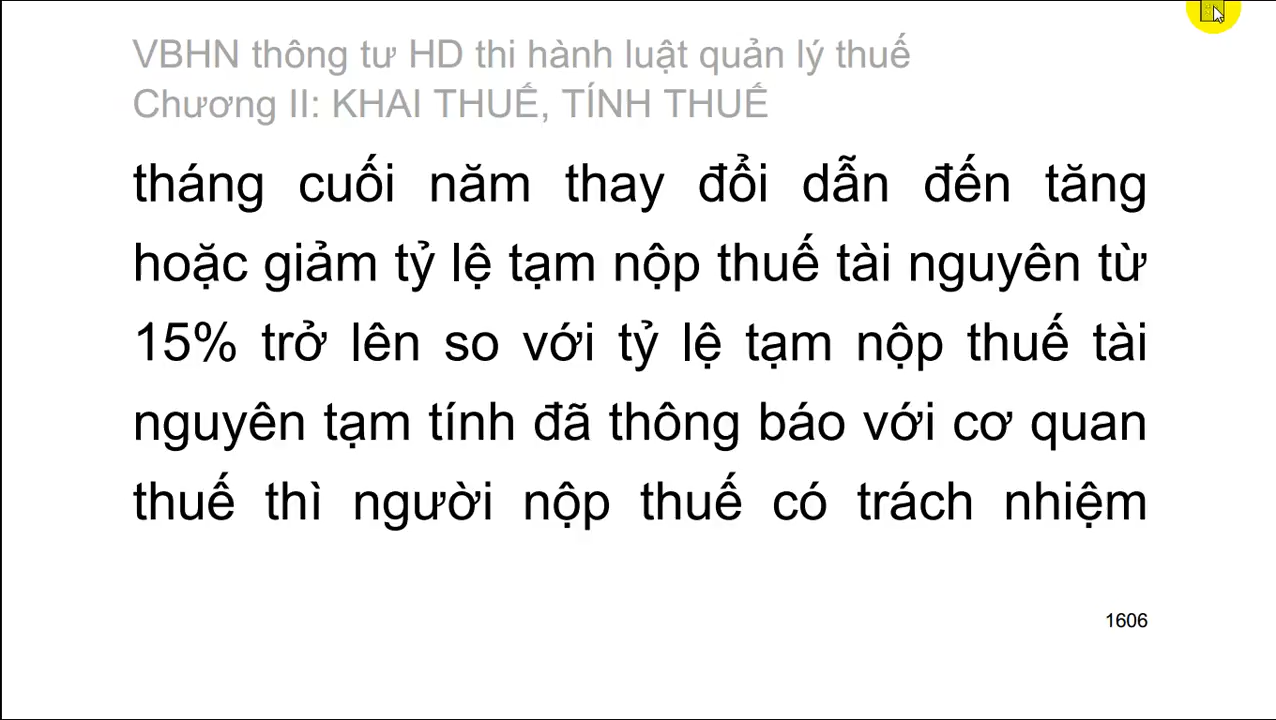 VBHN thông tư HD thi hành luật quản lý thuế
Chương II: KHAI THUẾ, TÍNH THUẾ
tháng cuối năm thay đổi dẫn đến tăng
hoặc giảm tỷ lệ tạm nộp thuế tài nguyên từ
15% trở lên so với tỷ lệ tạm nộp thuế tài
nguyên tạm tính đã thông báo với cơ quan
thuế thì người nộp thuế có trách nhiệm
1606